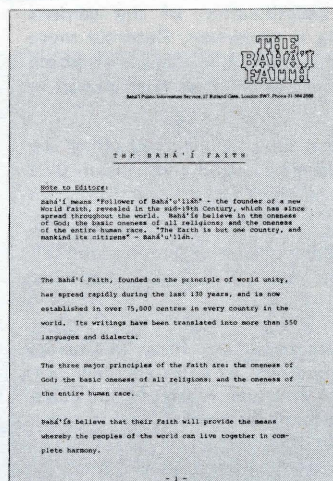 THE
BAHÁ'Í
FAITH
Bahá'í Public Information Service, 27 Rutland Gate, London SW7. Phone 01-584 2566
THE BAHÁ'Í FAITH
Note to Editors:
Bahá'í means "Follower of Bahá'u'lláh" - the founder of a new
World Faith, revealed in the mid-19th Century, which has since
spread throughout the world. Bahá'ís believe in the oneness
of God; the basic oneness of all religions; and the oneness
of the entire human race. "The Earth is but one country, and
mankind its citizens" - Bahá'u'lláh.
The Bahá'í Faith, founded on the principle of world unity,
has spread rapidly during the last 130 years, and is now
established in over 75,000 centres in every country in the
world. Its writings have been translated into more than 550
languages and dialects.
The three major principles of the Faith are: the oneness of
God; the basic oneness of all religions; and the oneness of
the entire human race.
Bahá'ís believe that their Faith will provide the means
whereby the peoples of the world can live together in com-
plete harmony.
- 1 -